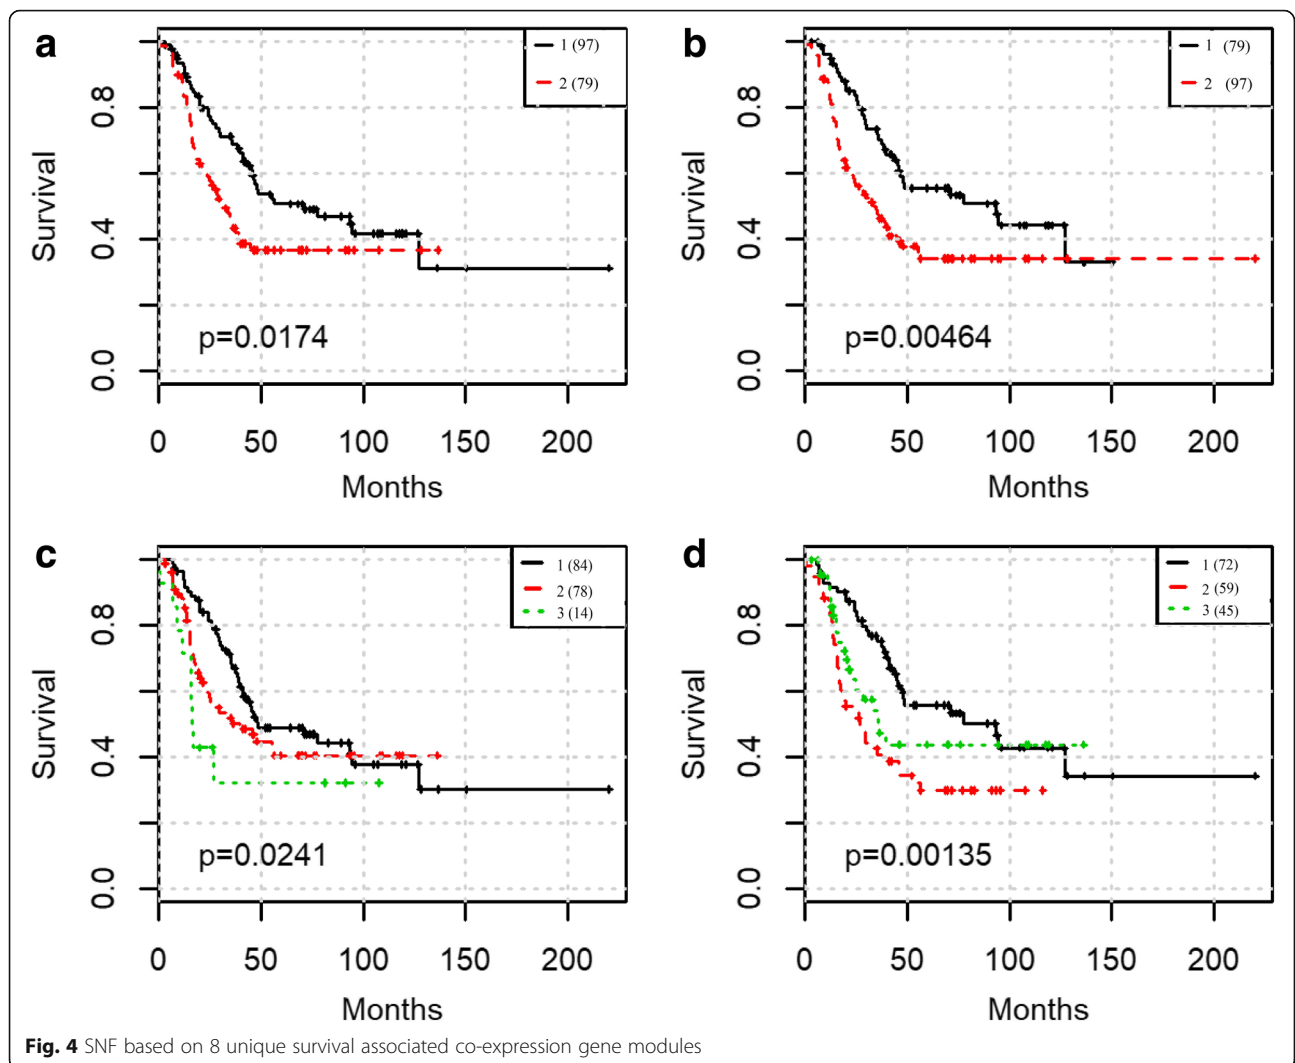 a
1 (97)
2 (79)
0.8
0.4
0.0
Survival
p=0.0174
0 50 100 150 200
Months
b
1 (79)
2 (97)
0.8
0.4
0.0
Survival
p=0.00464
0 50 100 150 200
Months
c
1 (84)
2 (78)
3 (14)
0.8
0.4
0.0
Survival
p=0.0241
0 50 100 150 200
Months
d
1 (72)
2 (59)
3 (45)
0.8
0.4
0.0
Survival
p=0.00135
0 50 100 150 200
Months
Fig. 4 SNF based on 8 unique survival associated co-expression gene modules